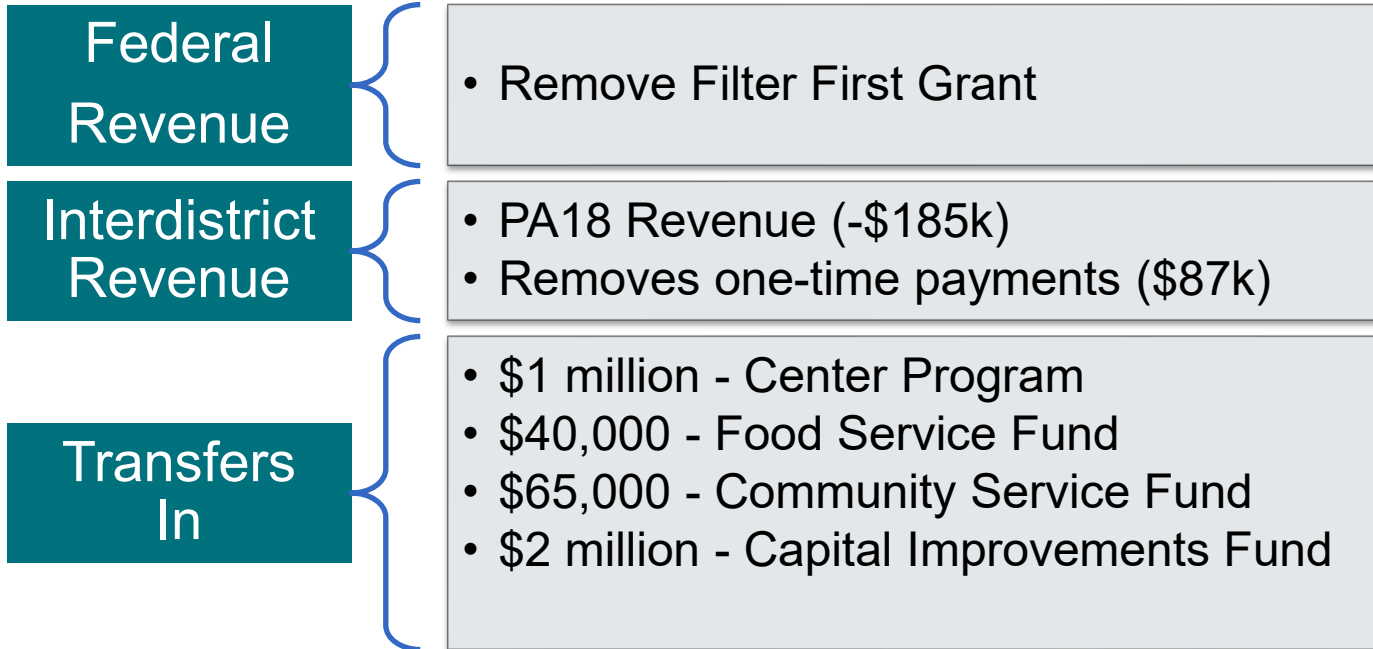 Federal
Revenue
• Remove Filter First Grant
Interdistrict
Revenue
• PA18 Revenue (-$185k)
• Removes one-time payments ($87k)
Transfers
In
• $1 million - Center Program
• $40,000 - Food Service Fund
• $65,000 - Community Service Fund
• $2 million - Capital Improvements Fund